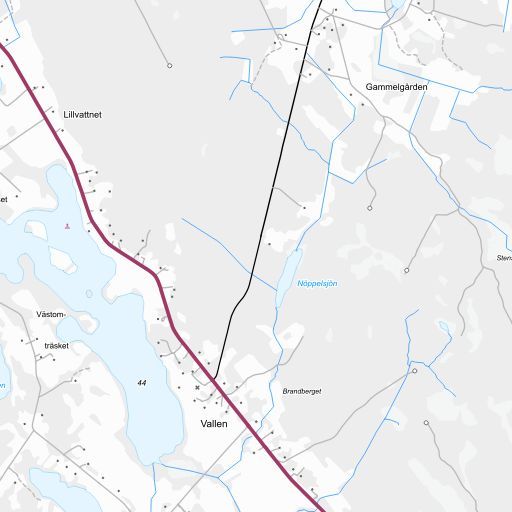 Gammelgården
Lillvattnet
Nöppelsjön
Västom-
träsket
44
Brandberget
Vallen